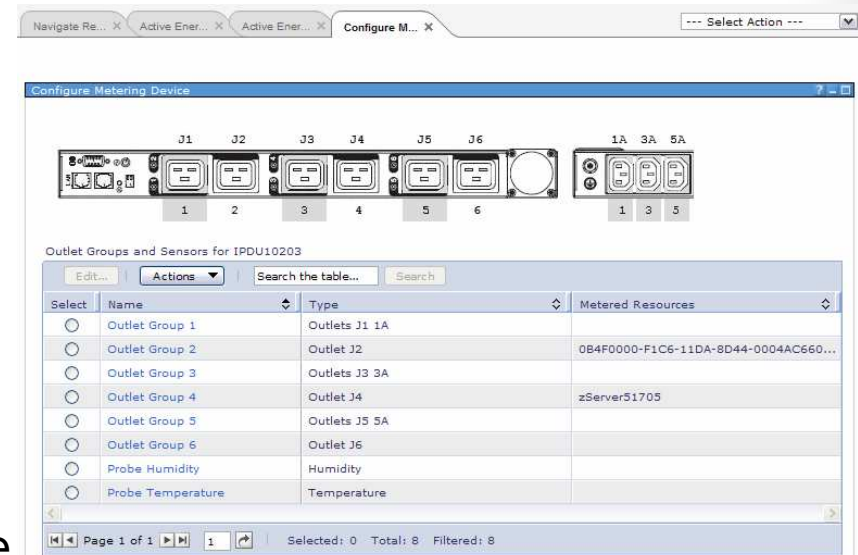 Navigate Re... Active Ener... Active Ener... Configure M... --- Select Action ---
Configure Metering Device
J1 J2 J3 J4 J5 J6 1A 3A 5A
1 2 3 4 5 6 1 3 5
Outlet Groups and Sensors for IPDU10203
Edit... Actions Search the table... Search
Select Name Type Metered Resources
Outlet Group 1 Outlets J1 1A
Outlet Group 2 Outlet J2 0B4F0000-F1C6-11DA-8D44-0004AC660...
Outlet Group 3 Outlets J3 3A
Outlet Group 4 Outlet J4 zServer51705
Outlet Group 5 Outlets J5 5A
Outlet Group 6 Outlet J6
Probe Humidity Humidity
Probe Temperature Temperature
Page 1 of 1 1 Selected: 0 Total: 8 Filtered: 8